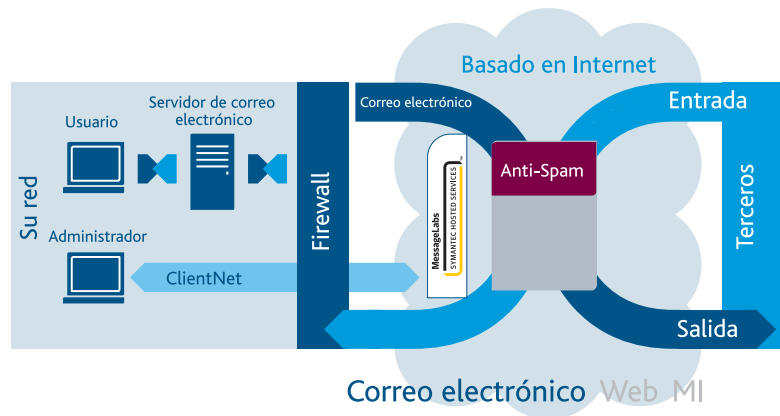 Basado en Internet
Su red
Usuario
Servidor de correo
electrónico
Administrador
ClientNet
Firewall
Correo electrónico
MessageLabs
SYMANTEC HOSTED SERVICES
™
Anti-Spam
Entrada
Terceros
Salida
Correo electrónico Web MI